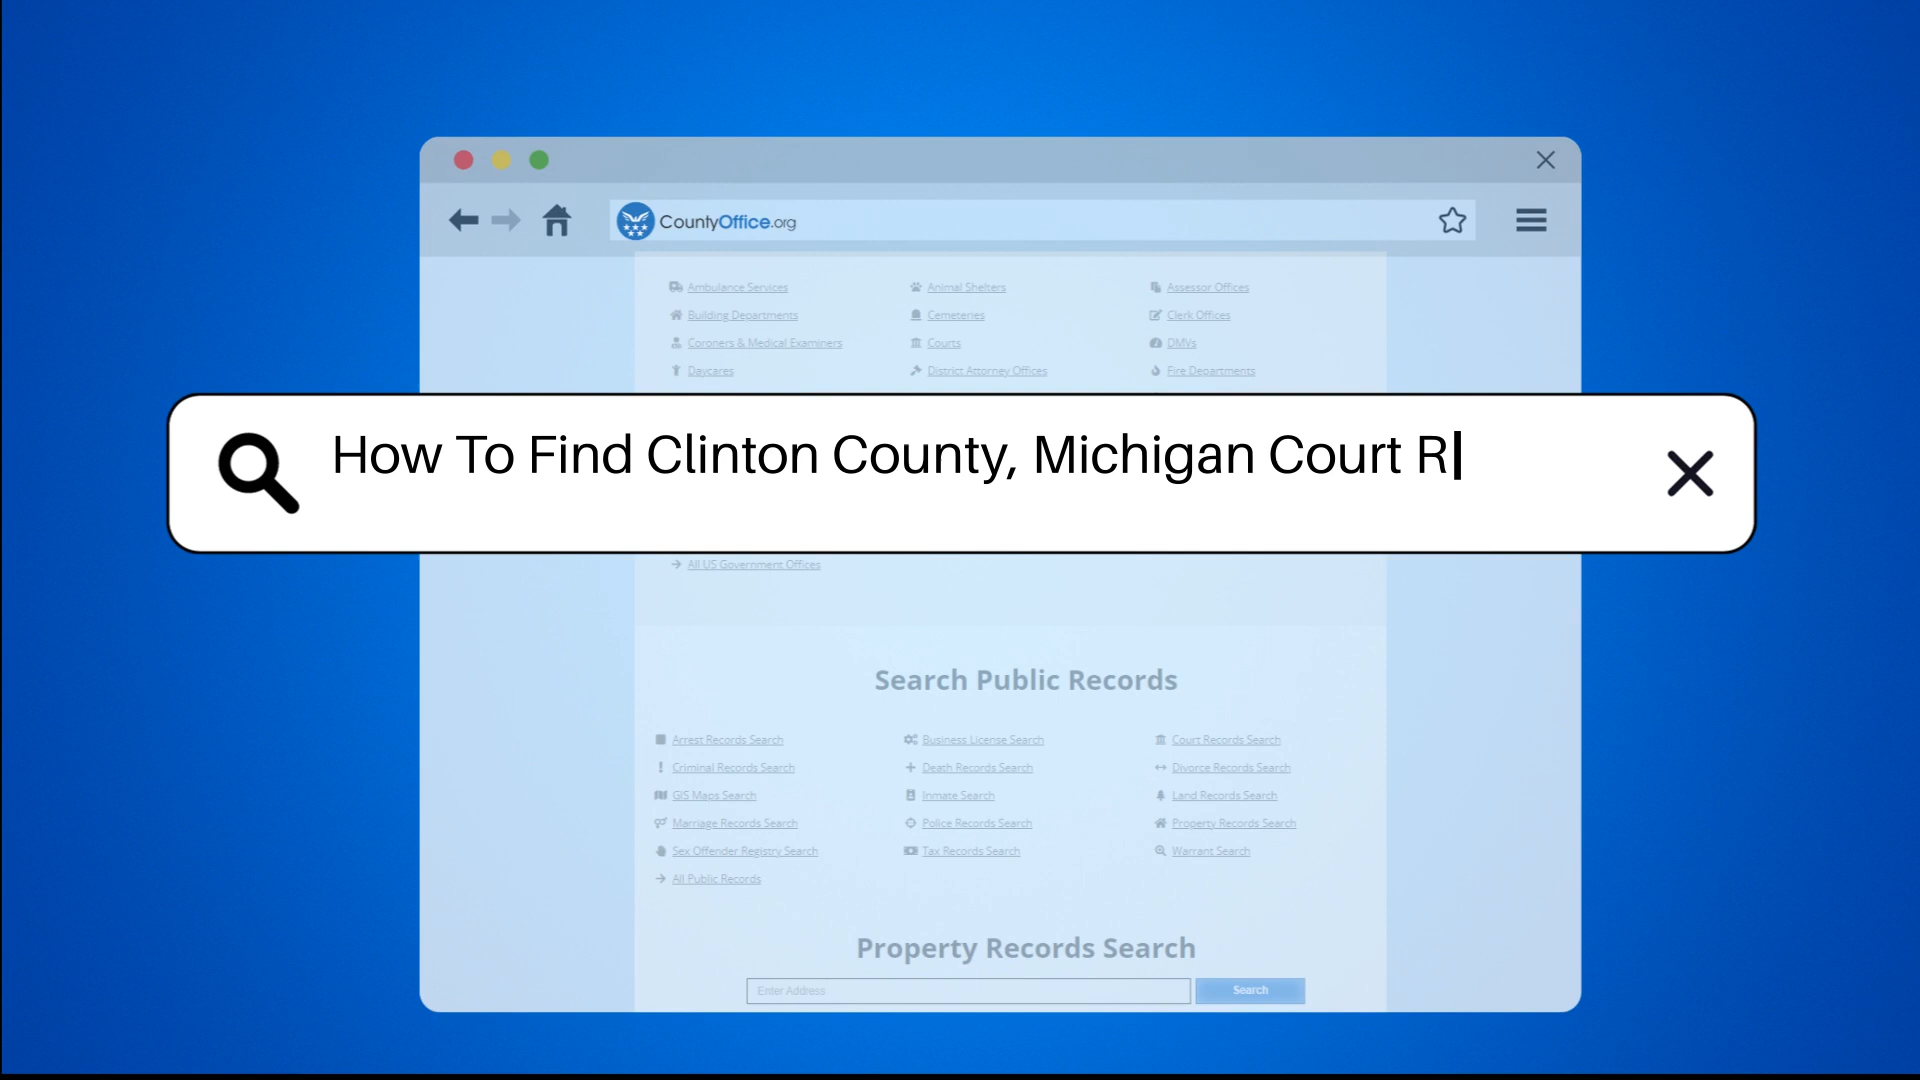 CountyOffice.org
Ambulance Services Animal Shelters Assessor Offices
Building Departments Cemeteries Clerk Offices
Coroners & Medical Examiners Courts DMVs
Daycares District Attorney Offices Fire Departments
How To Find Clinton County, Michigan Court R
All US Government Offices
Search Public Records
Arrest Records Search Business License Search Court Records Search
Criminal Records Search Death Records Search Divorce Records Search
GIS Maps Search Inmate Search Land Records Search
Marriage Records Search Police Records Search Property Records Search
Sex Offender Registry Search Tax Records Search Warrant Search
All Public Records
Property Records Search
Enter Address Search